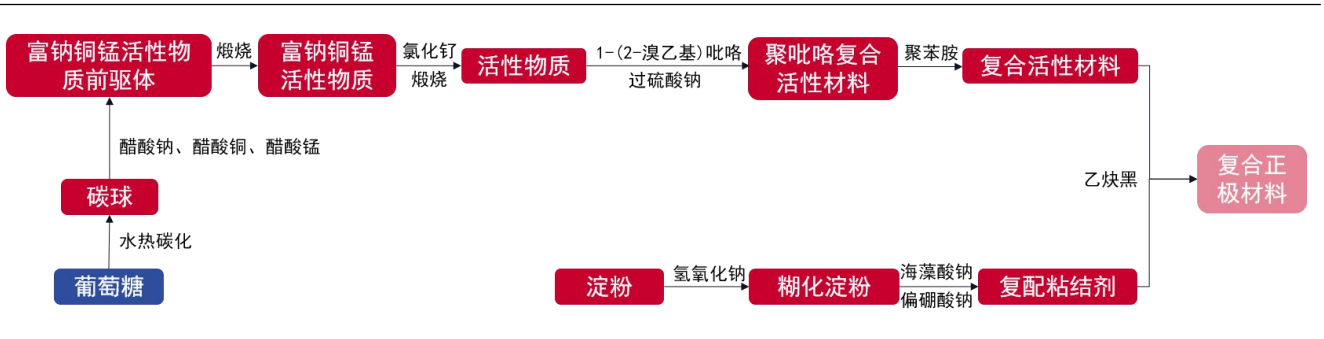 富钠铜锰活性物
质前驱体
煅烧
富钠铜锰
活性物质
氯化钌
煅烧
活性物质
1-(2-溴乙基)吡咯
过硫酸钠
聚吡咯复合
活性材料
聚苯胺
复合活性材料
醋酸钠、醋酸铜、醋酸锰
碳球
水热碳化
葡萄糖
乙炔黑
复合正
极材料
淀粉
氢氧化钠
糊化淀粉
海藻酸钠
偏硼酸钠
复配粘结剂